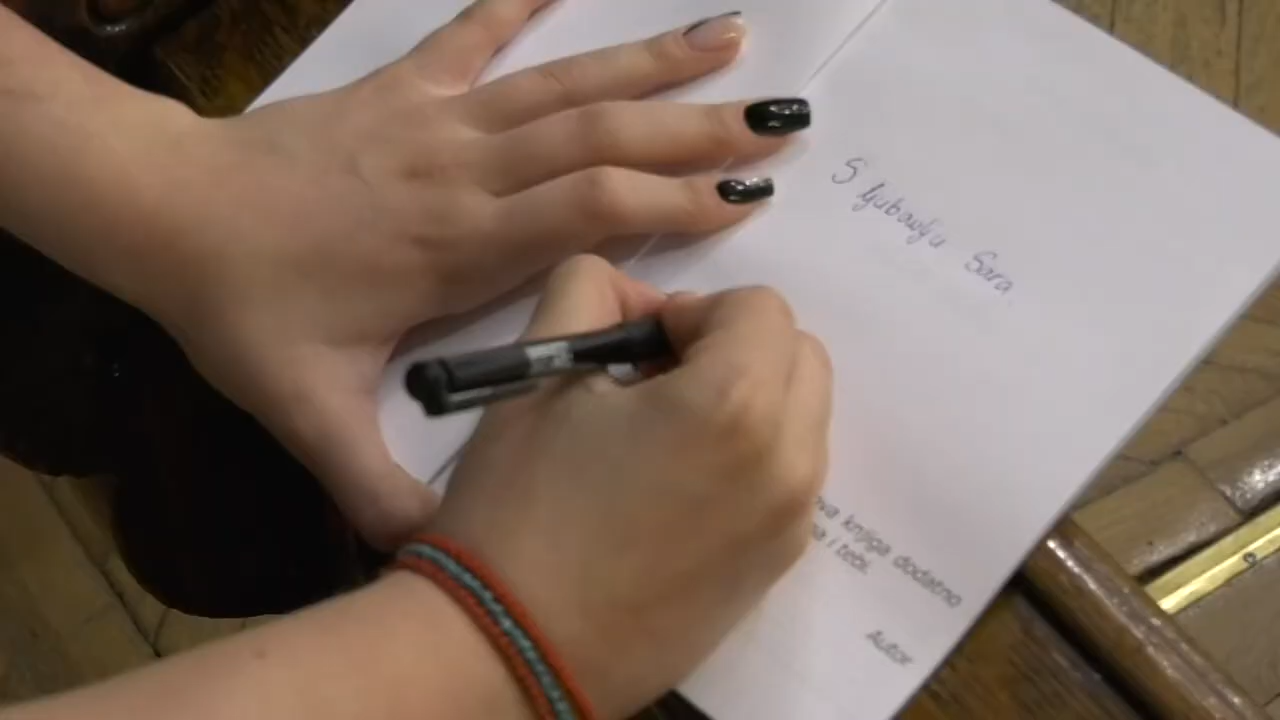 S ljubavlju Sara
ova knjiga dodatno
i tebi.
Autor